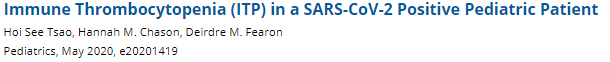 Immune Thrombocytopenia (ITP) in a SARS-CoV-2 Positive Pediatric Patient
Hoi See Tsao, Hannah M. Chason, Deirdre M. Fearon
Pediatrics, May 2020, e20201419